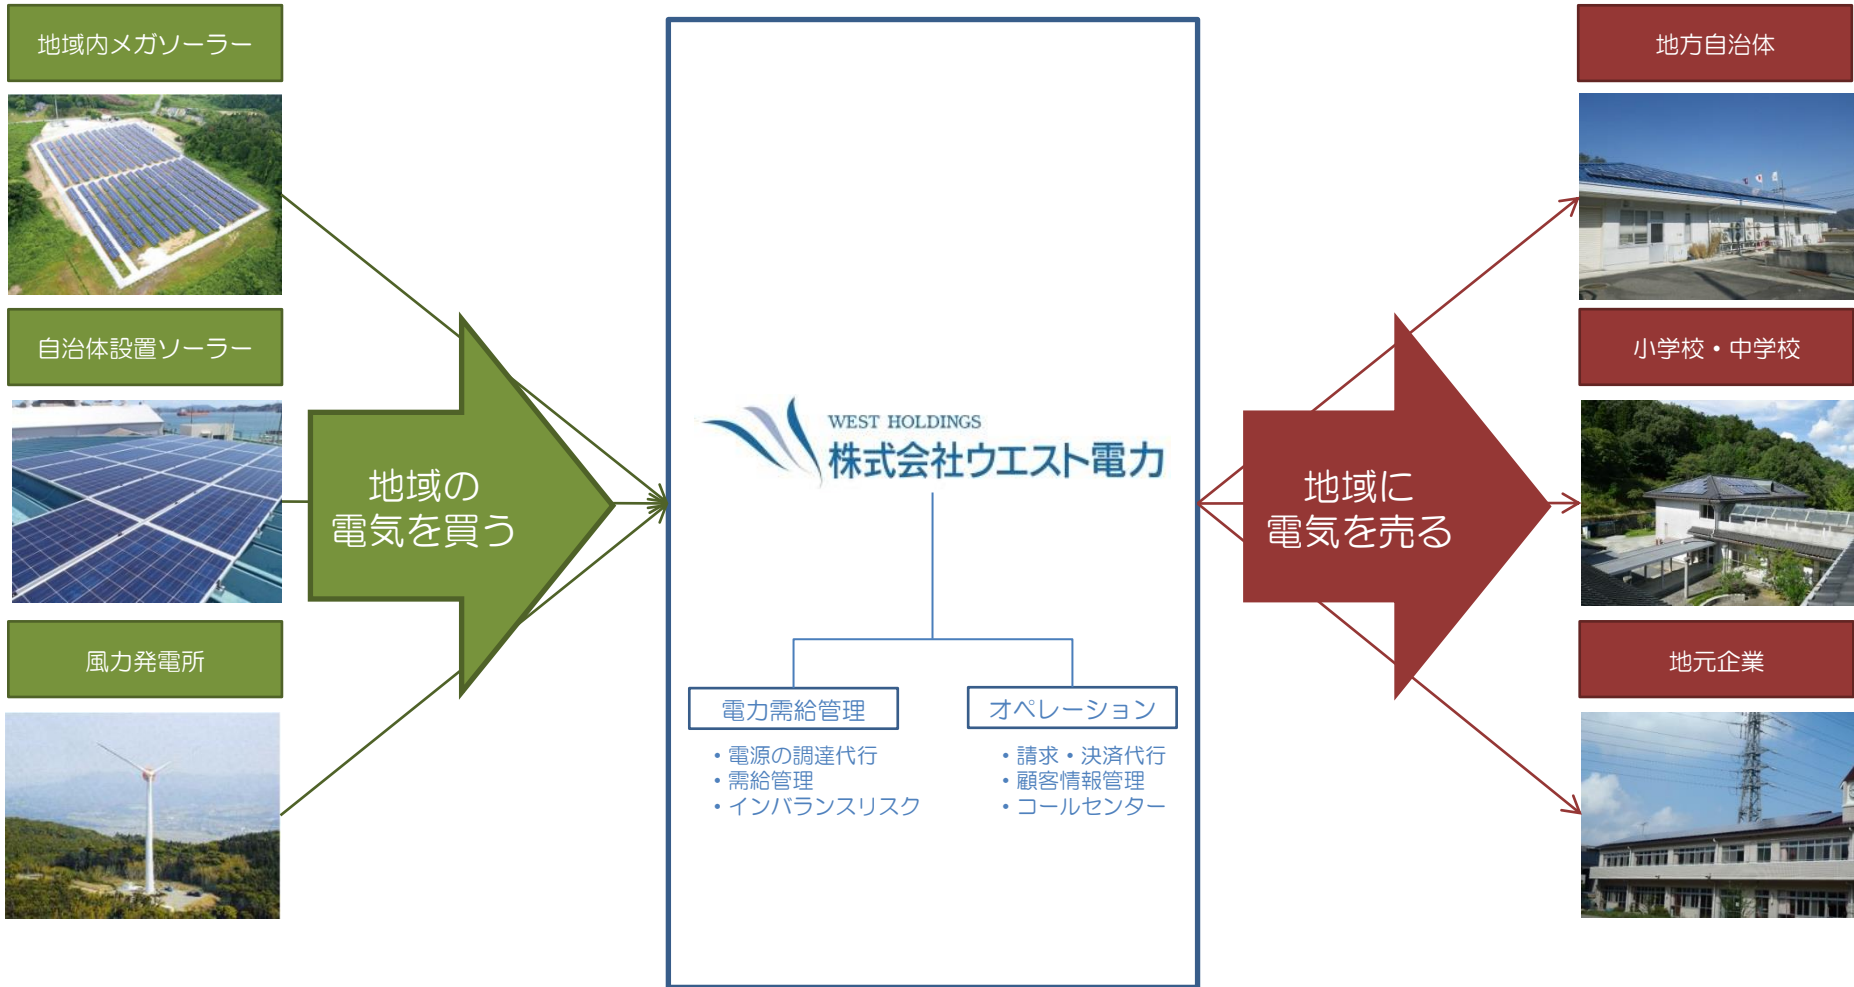 地域内メガソーラー
自治体設置ソーラー
風力発電所
地域の
電気を買う
WEST HOLDINGS
株式会社ウエスト電力
電力需給管理
・電源の調達代行
・需給管理
・インバランスリスク
オペレーション
・請求・決済代行
・顧客情報管理
・コールセンター
地域に
電気を売る
地方自治体
小学校・中学校
地元企業